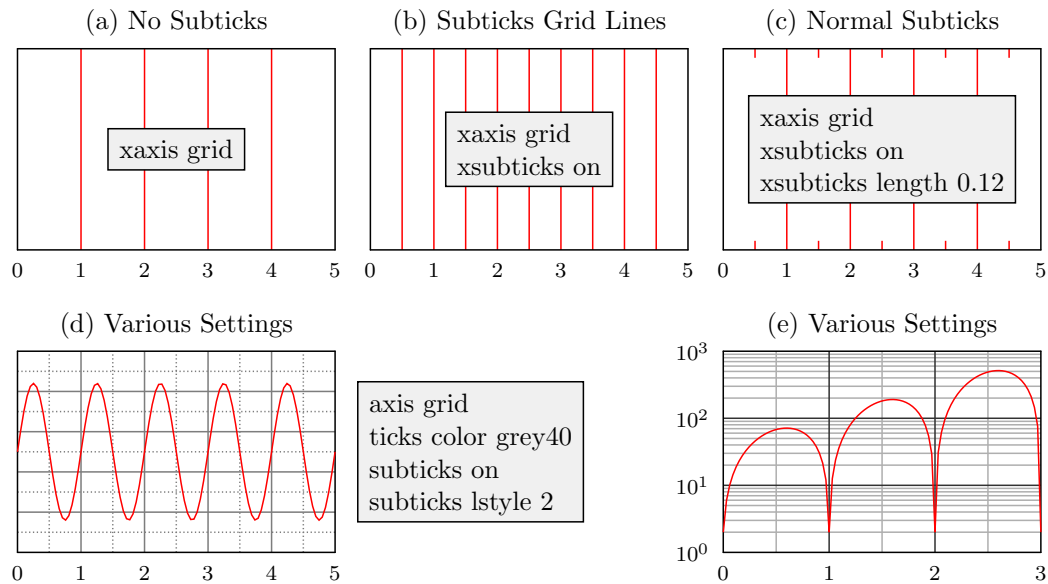 (a) No Subticks
(b) Subticks Grid Lines
(c) Normal Subticks
xaxis grid
xaxis grid
xsubticks on
xaxis grid
xsubticks on
xsubticks length 0.12
0 1 2 3 4 5
0 1 2 3 4 5
0 1 2 3 4 5
(d) Various Settings
(e) Various Settings
axis grid
ticks color grey40
subticks on
subticks lstyle 2
10³
10²
10¹
10⁰
0 1 2 3 4 5
0 1 2 3